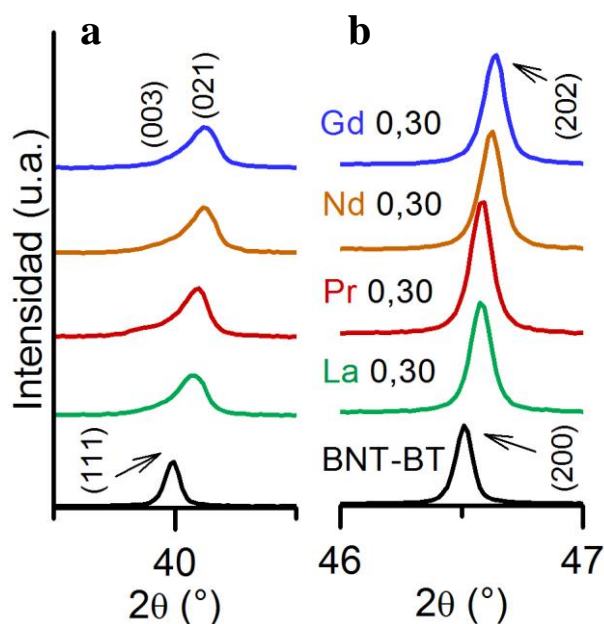 a
b
Intensidad (u.a.)
(003)
(021)
(111)
(202)
Gd 0,30
Nd 0,30
Pr 0,30
La 0,30
BNT-BT
(200)
40
46
47
2θ (°)
2θ (°)